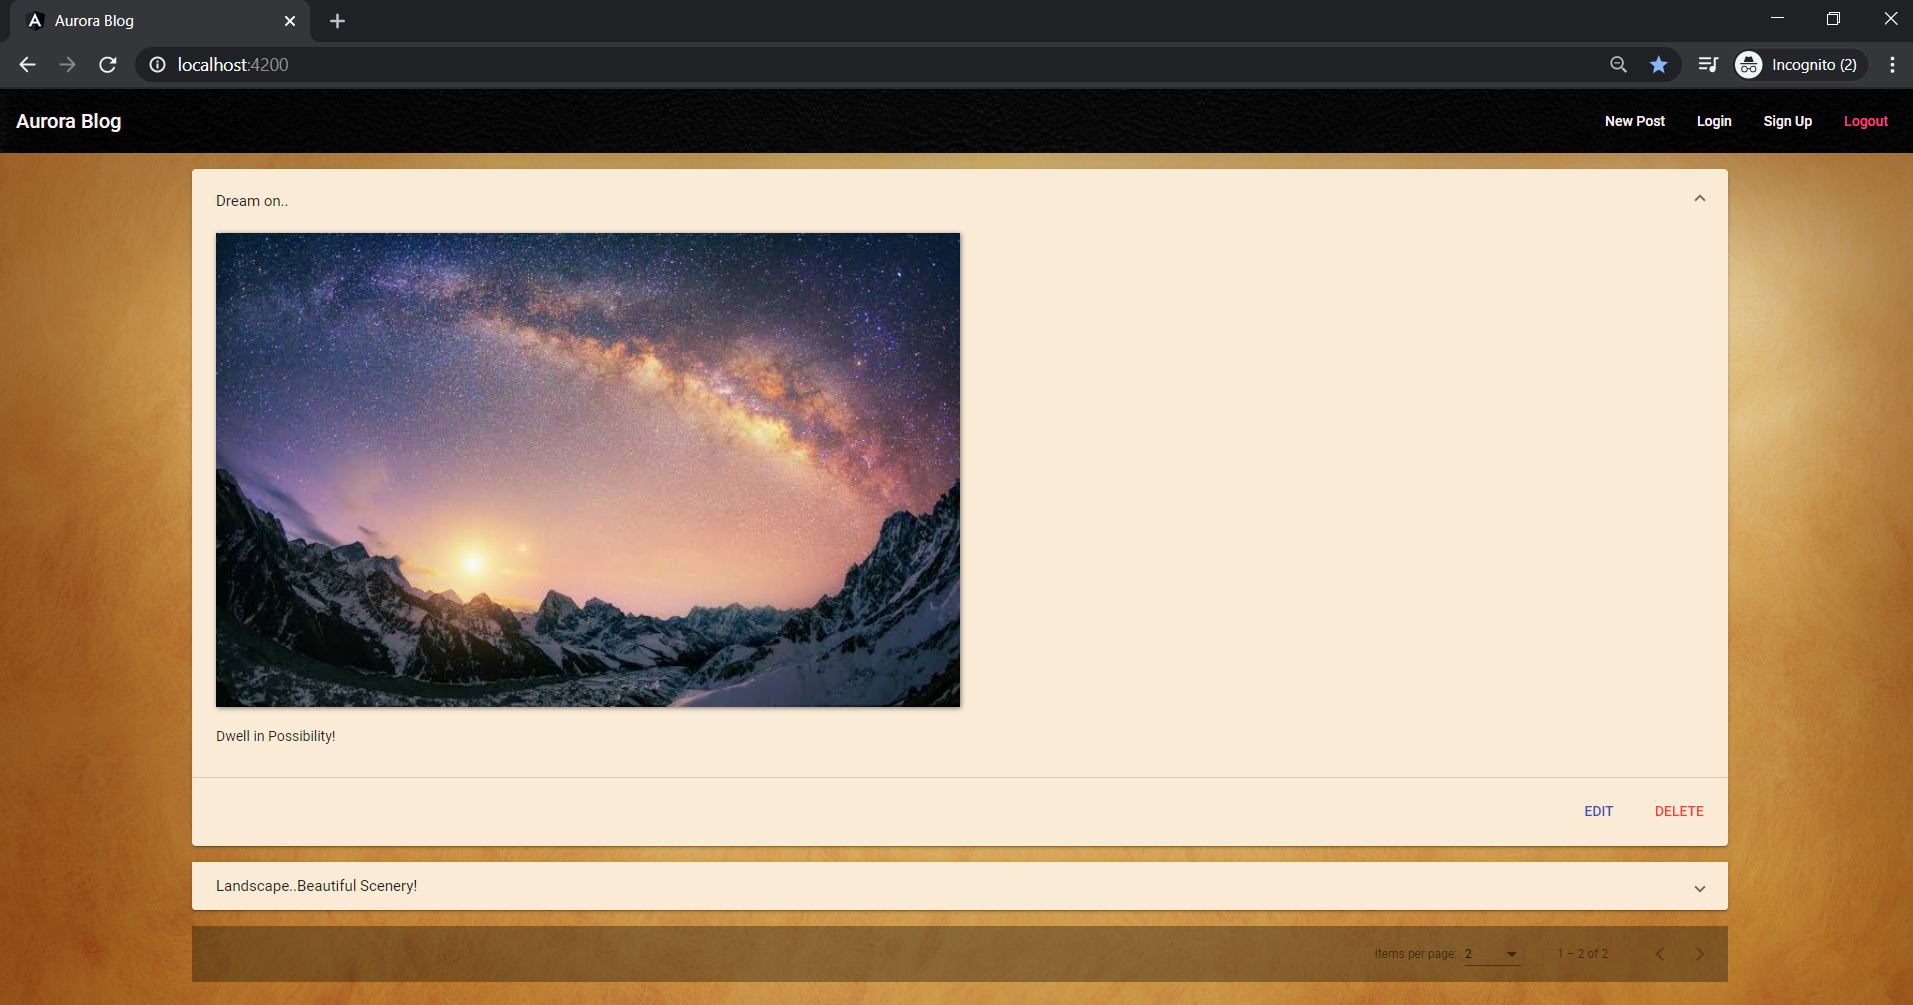 Aurora Blog
localhost:4200
Incognito (2)
Aurora Blog
New Post Login Sign Up Logout
Dream on..
Dwell in Possibility!
EDIT DELETE
Landscape..Beautiful Scenery!
Items per page: 2 1 – 2 of 2